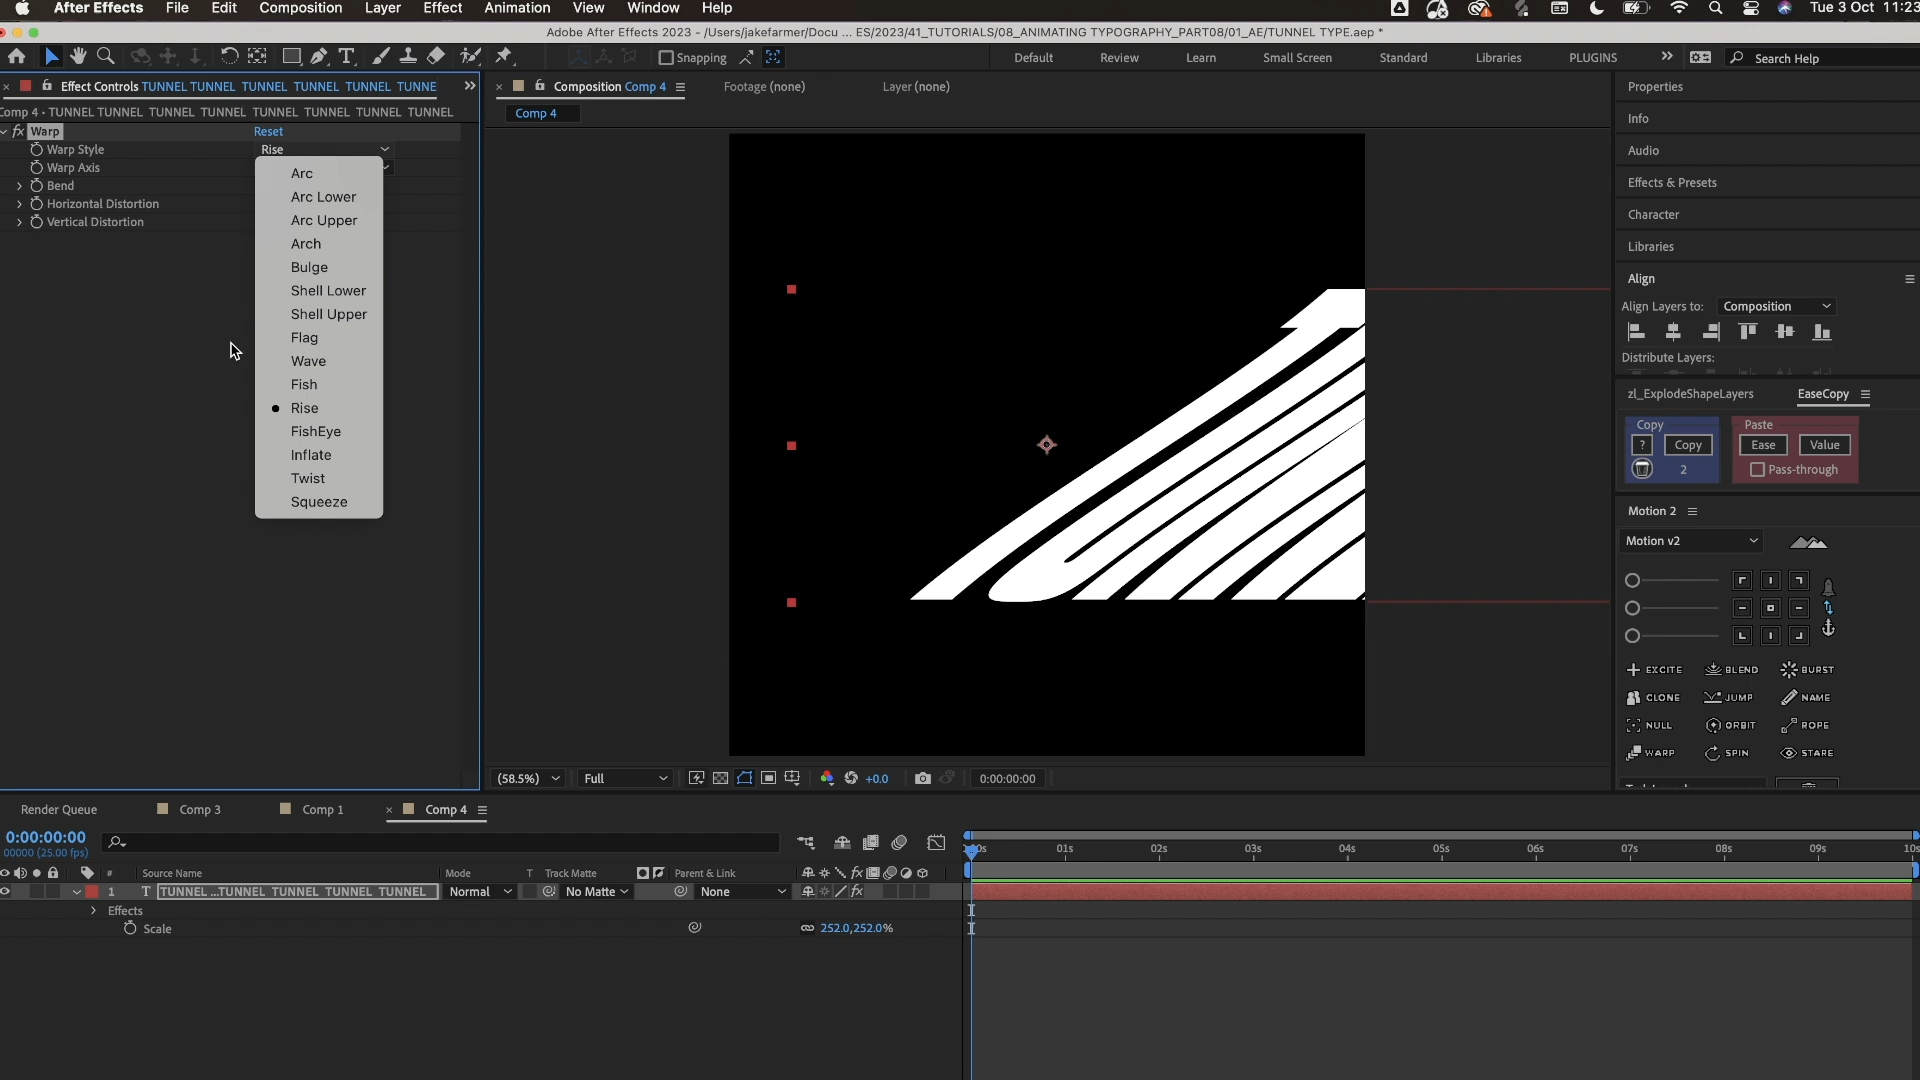 After Effects File Edit Composition Layer Effect Animation View Window Help
Tue 3 Oct 11:23
Adobe After Effects 2023 - /Users/jakefarmer/Docu ... ES/2023/41_TUTORIALS/08_ANIMATING TYPOGRAPHY_PART08/01_AE/TUNNEL TYPE.aep *
Snapping
Default Review Learn Small Screen Standard Libraries PLUGINS
Search Help
Effect Controls TUNNEL TUNNEL TUNNEL TUNNEL TUNNEL TUNNE
Comp 4 • TUNNEL TUNNEL TUNNEL TUNNEL TUNNEL TUNNEL TUNNEL TUNNEL
fx Warp Reset
Warp Style Rise
Warp Axis
Bend
Horizontal Distortion
Vertical Distortion
Arc
Arc Lower
Arc Upper
Arch
Bulge
Shell Lower
Shell Upper
Flag
Wave
Fish
Rise
FishEye
Inflate
Twist
Squeeze
Composition Comp 4
Footage (none)
Layer (none)
Comp 4
(58.5%) Full +0.0 0:00:00:00
Properties
Info
Audio
Effects & Presets
Character
Libraries
Align
Align Layers to: Composition
Distribute Layers:
zl_ExplodeShapeLayers EaseCopy
Copy Paste
? Copy Ease Value
2 Pass-through
Motion 2
Motion v2
EXCITE BLEND BURST
CLONE JUMP NAME
NULL ORBIT ROPE
WARP SPIN STARE
Render Queue Comp 3 Comp 1 Comp 4
0:00:00:00
00000 (25.00 fps)
# Source Name Mode T Track Matte Parent & Link
1 T TUNNEL ...TUNNEL TUNNEL TUNNEL TUNNEL Normal No Matte None
Effects
Scale 252.0,252.0%
01s 02s 03s 04s 05s 06s 07s 08s 09s 10s